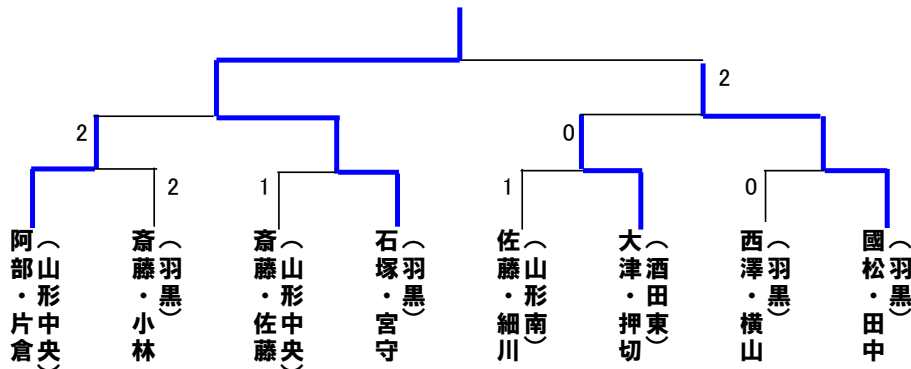 2
2
0
2
2
1
1
0
阿部・片倉
（山形中央）
斎藤・小林
（羽黒）
斎藤・佐藤
（山形中央）
石塚・宮守
（羽黒）
佐藤・細川
（山形南）
大津・押切
（酒田東）
西澤・横山
（羽黒）
國松・田中
（羽黒）